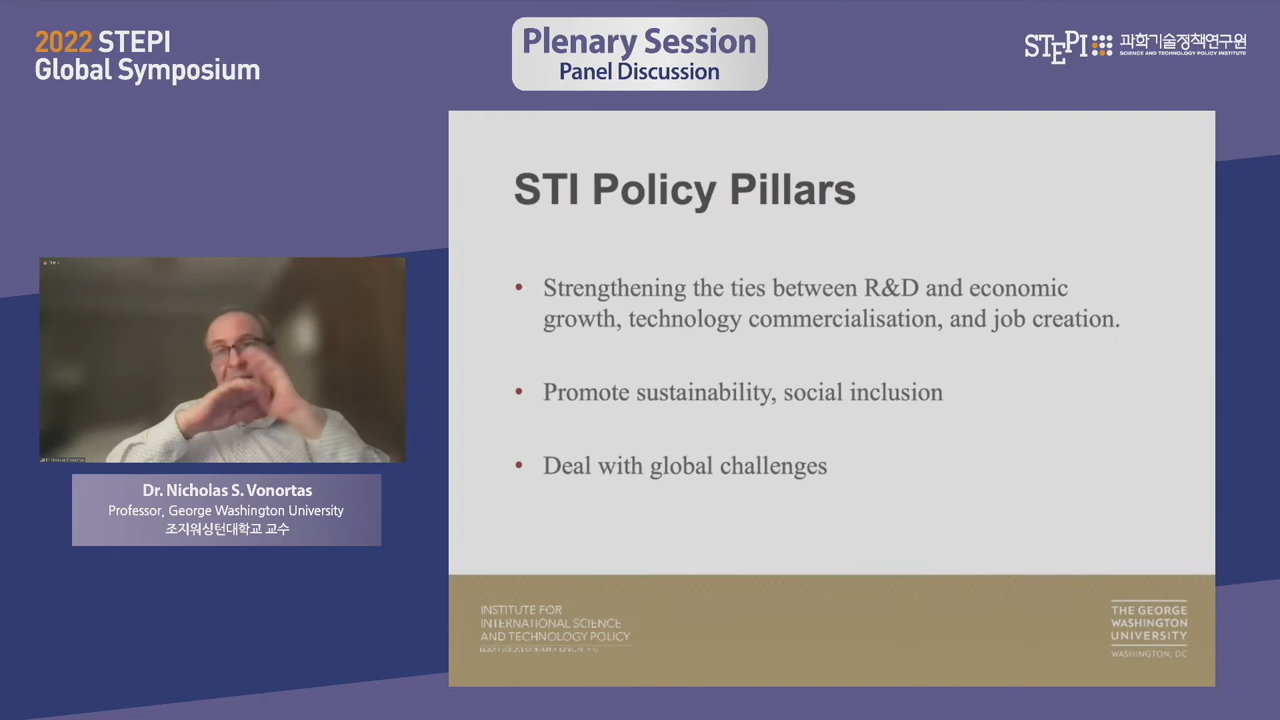 2022 STEPI
Global Symposium
Plenary Session
Panel Discussion
STEPI 과학기술정책연구원
SCIENCE AND TECHNOLOGY POLICY INSTITUTE
STI Policy Pillars
• Strengthening the ties between R&D and economic
growth, technology commercialisation, and job creation.
• Promote sustainability, social inclusion
• Deal with global challenges
Dr. Nicholas S. Vonortas
Professor, George Washington University
조지워싱턴대학교 교수
INSTITUTE FOR
INTERNATIONAL SCIENCE
AND TECHNOLOGY POLICY
THE GEORGE
WASHINGTON
UNIVERSITY
WASHINGTON, DC